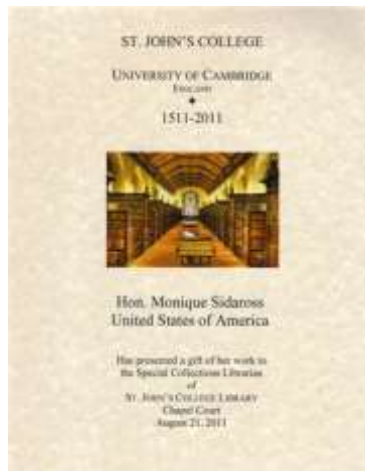 ST. JOHN'S COLLEGE
UNIVERSITY OF CAMBRIDGE
ENGLAND
1511-2011
Hon. Monique Sidaross
United States of America
Has presented a gift of her work to
the Special Collections Librarian
of
ST. JOHN'S COLLEGE LIBRARY
Chapel Court
August 21, 2011